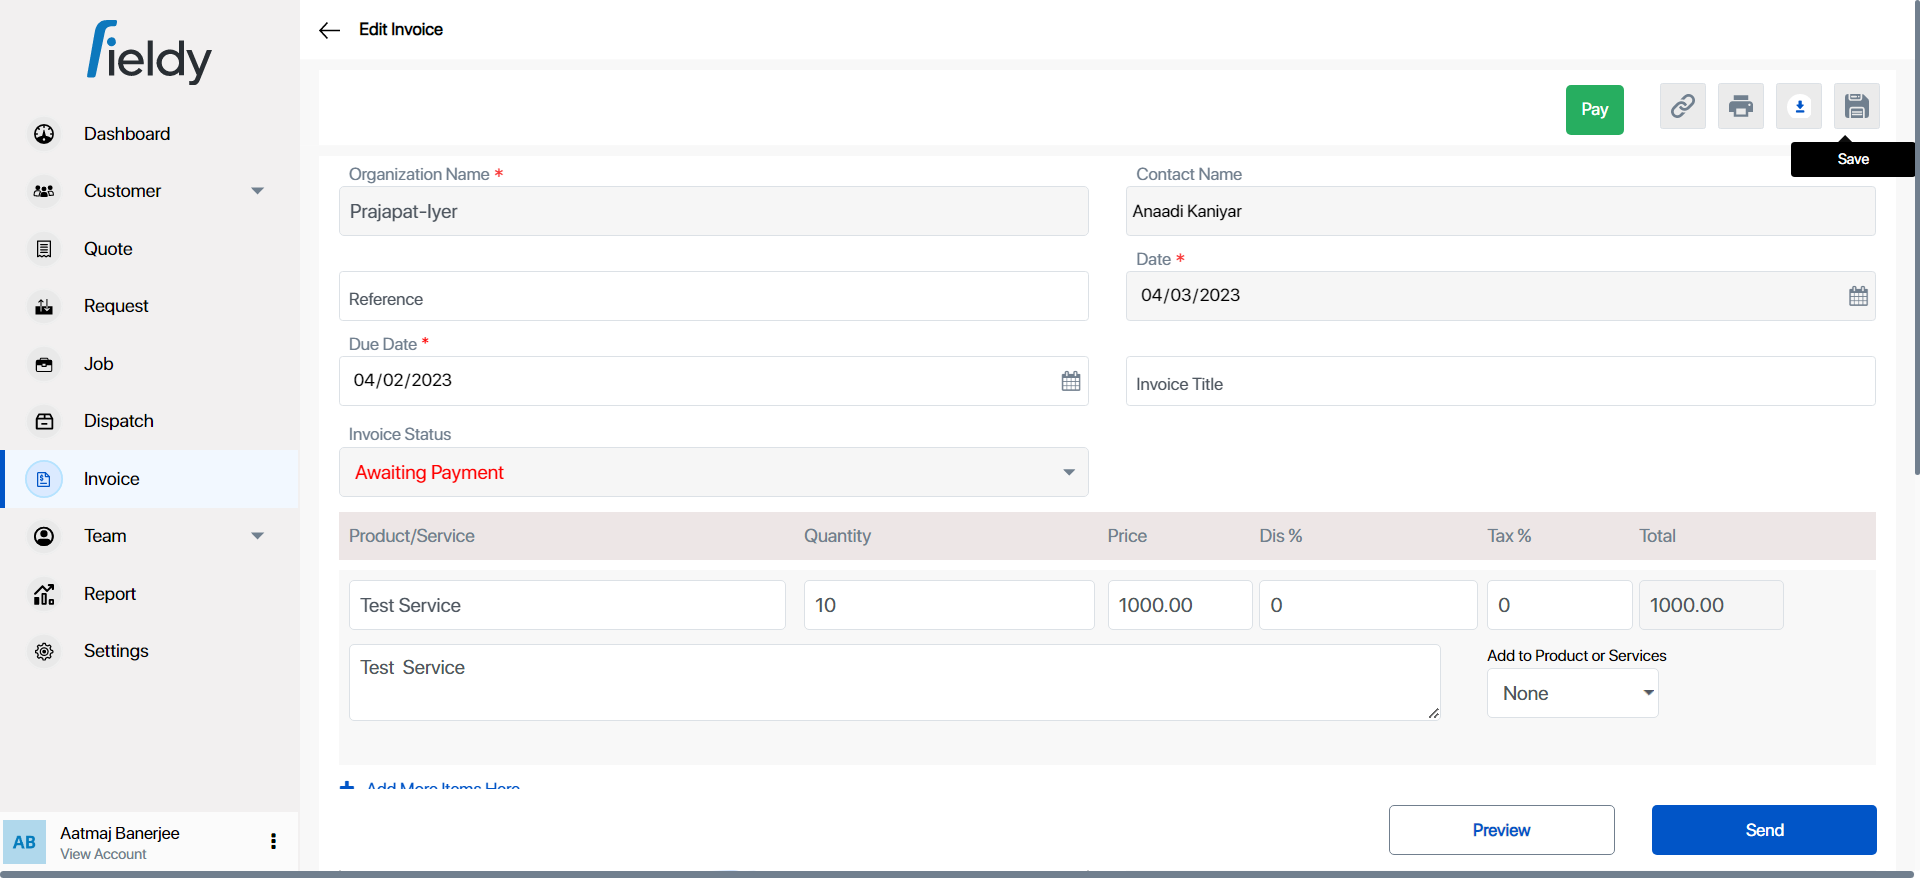 fieldy
Dashboard
Customer
Quote
Request
Job
Dispatch
Invoice
Team
Report
Settings
AB
Aatmaj Banerjee
View Account
Edit Invoice
Pay
Save
Organization Name *
Prajapat-Iyer
Contact Name
Anaadi Kaniyar
Reference
Date *
04/03/2023
Due Date *
04/02/2023
Invoice Title
Invoice Status
Awaiting Payment
Product/Service Quantity Price Dis % Tax % Total
Test Service 10 1000.00 0 0 1000.00
Test  Service
Add to Product or Services
None
+ Add More Items Here
Preview
Send